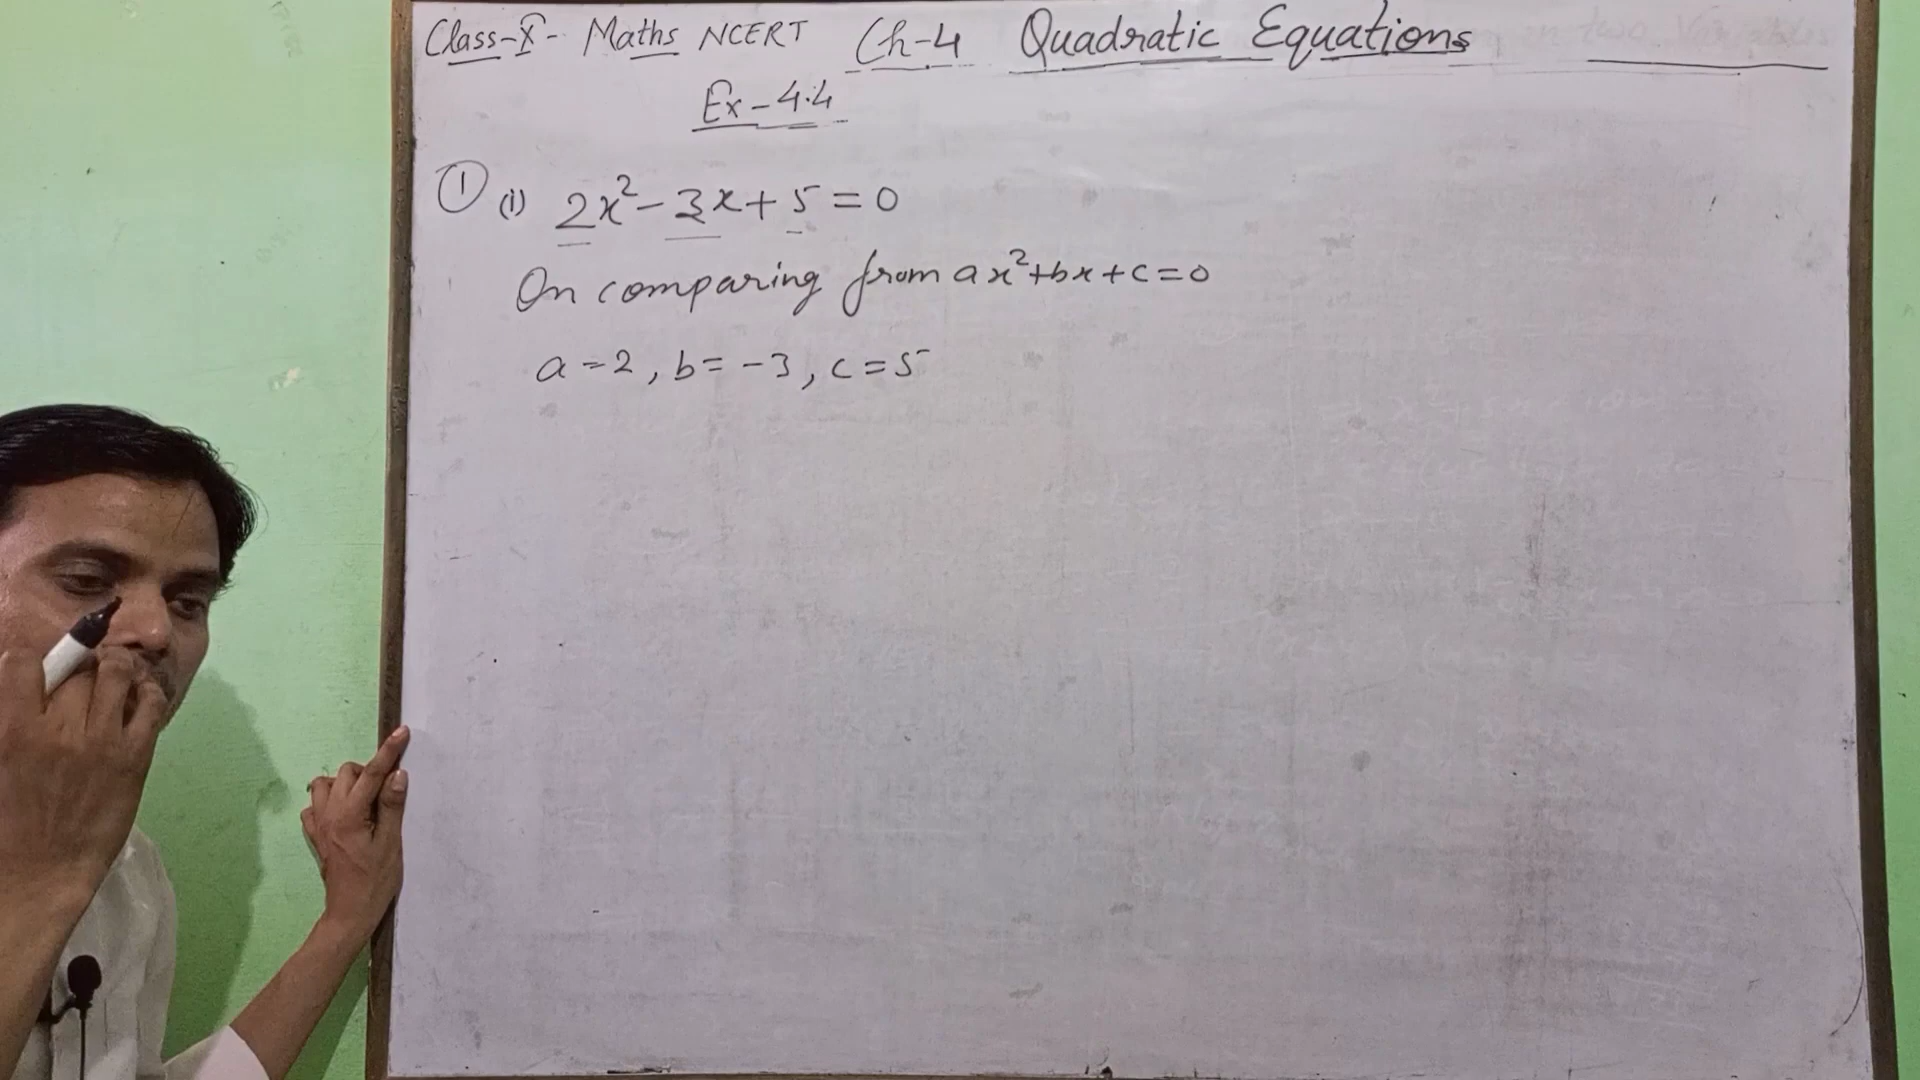 Class-X- Maths NCERT Ch-4 Quadratic Equations
Ex-4.4
① (i) 2x²-3x+5=0
On comparing from ax²+bx+c=0
a=2, b=-3, c=5